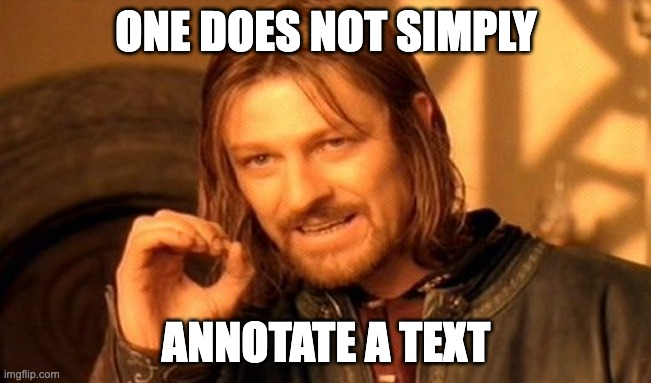 ONE DOES NOT SIMPLY
ANNOTATE A TEXT
imgflip.com